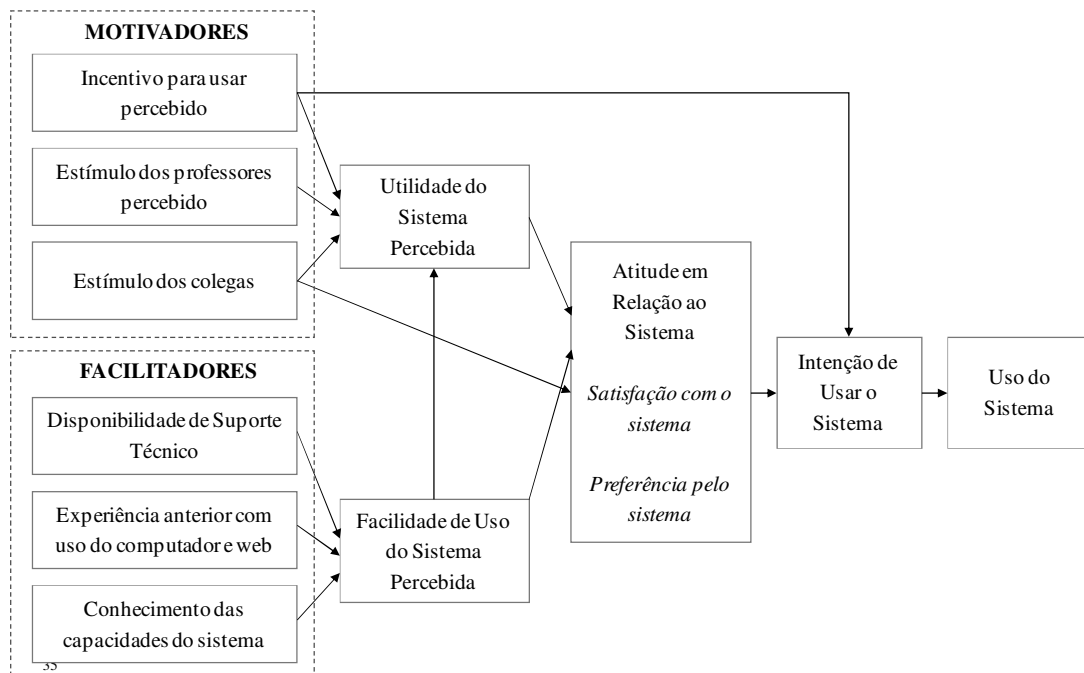 MOTIVADORES
Incentivo para usar
percebido
Estímulo dos professores
percebido
Estímulo dos colegas
Utilidade do
Sistema
Percebida
Atitude em
Relação ao
Sistema
Satisfação com o
sistema
Preferência pelo
sistema
Intenção de
Usar o
Sistema
Uso do
Sistema
FACILITADORES
Disponibilidade de Suporte
Técnico
Experiência anterior com
uso do computador e web
Conhecimento das
capacidades do sistema
Facilidade de Uso
do Sistema
Percebida
35